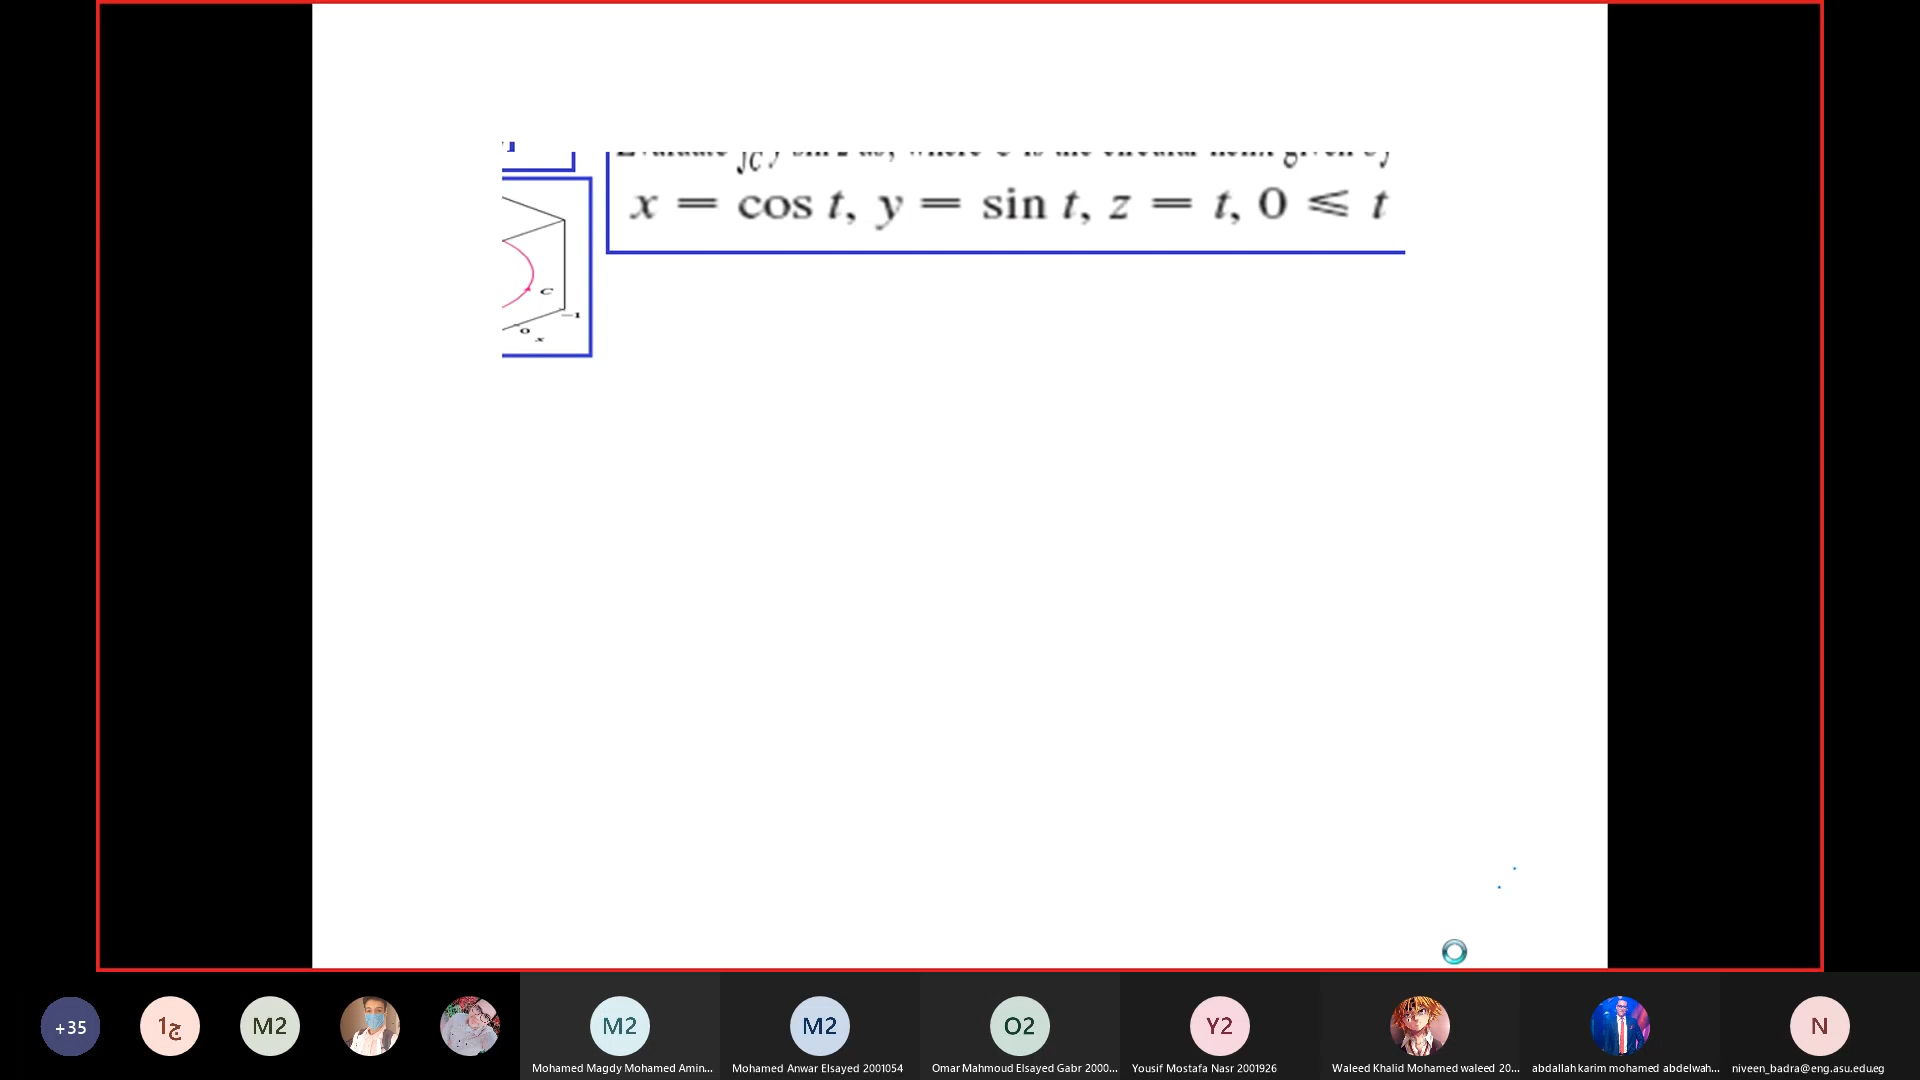 x = cos t, y = sin t, z = t, 0 ≤ t
C
−1
0
x
+35
ج1
M2
M2
M2
O2
Y2
N
Mohamed Magdy Mohamed Amin...
Mohamed Anwar Elsayed 2001054
Omar Mahmoud Elsayed Gabr 2000...
Yousif Mostafa Nasr 2001926
Waleed Khalid Mohamed waleed 20...
abdallah karim mohamed abdelwah...
niveen_badra@eng.asu.edu.eg